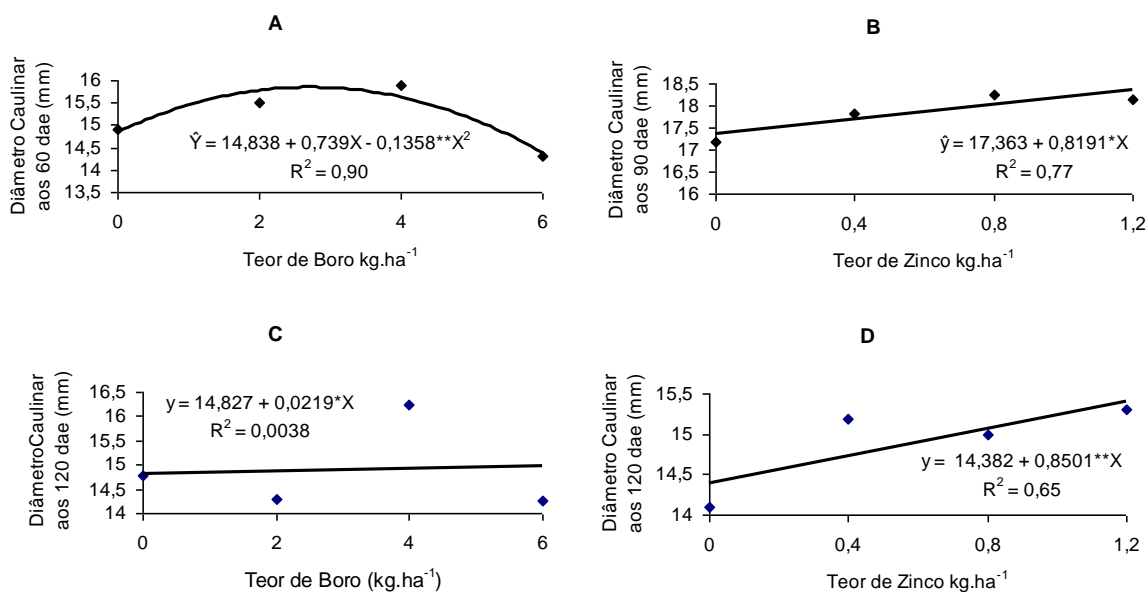 A
Diâmetro Caulinar
aos 60 dae (mm)
16
15,5
15
14,5
14
13,5
Ŷ = 14,838 + 0,739X - 0,1358**X²
R² = 0,90
0 2 4 6
Teor de Boro kg.ha⁻¹
B
Diâmetro Caulinar
aos 90 dae (mm)
18,5
18
17,5
17
16,5
16
ŷ = 17,363 + 0,8191*X
R² = 0,77
0 0,4 0,8 1,2
Teor de Zinco kg.ha⁻¹
C
DiâmetroCaulinar
aos 120 dae (mm)
16,5
16
15,5
15
14,5
14
y = 14,827 + 0,0219*X
R² = 0,0038
0 2 4 6
Teor de Boro (kg.ha⁻¹)
D
Diâmetro Caulinar
aos 120 dae (mm)
15,5
15
14,5
14
y = 14,382 + 0,8501**X
R² = 0,65
0 0,4 0,8 1,2
Teor de Zinco kg.ha⁻¹